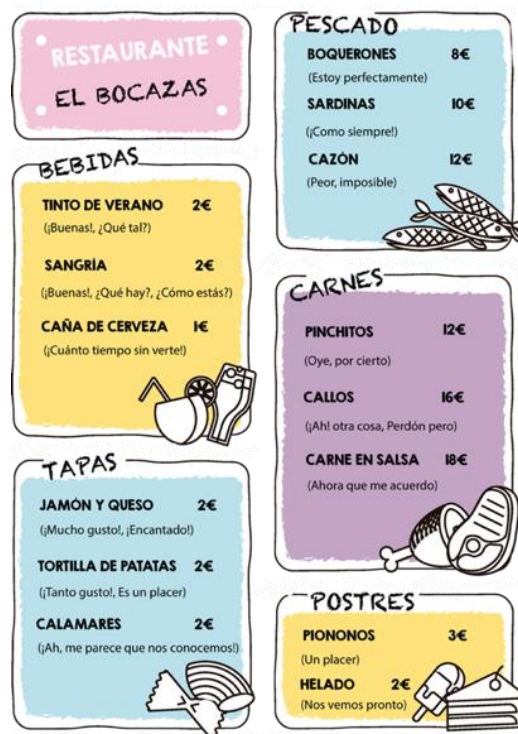 RESTAURANTE
EL BOCAZAS
BEBIDAS
TINTO DE VERANO 2€
(¡Buenas!, ¿Qué tal?)
SANGRÍA 2€
(¡Buenas!, ¿Qué hay?, ¿Cómo estás?)
CAÑA DE CERVEZA 1€
(¡Cuánto tiempo sin verte!)
TAPAS
JAMÓN Y QUESO 2€
(¡Mucho gusto!, ¡Encantado!)
TORTILLA DE PATATAS 2€
(¡Tanto gusto!, Es un placer)
CALAMARES 2€
(¡Ah, me parece que nos conocemos!)
PESCADO
BOQUERONES 8€
(Estoy perfectamente)
SARDINAS 10€
(¡Como siempre!)
CAZÓN 12€
(Peor, imposible)
CARNES
PINCHITOS 12€
(Oye, por cierto)
CALLOS 16€
(¡Ah! otra cosa, Perdón pero)
CARNE EN SALSA 18€
(Ahora que me acuerdo)
POSTRES
PIONONOS 3€
(Un placer)
HELADO 2€
(Nos vemos pronto)